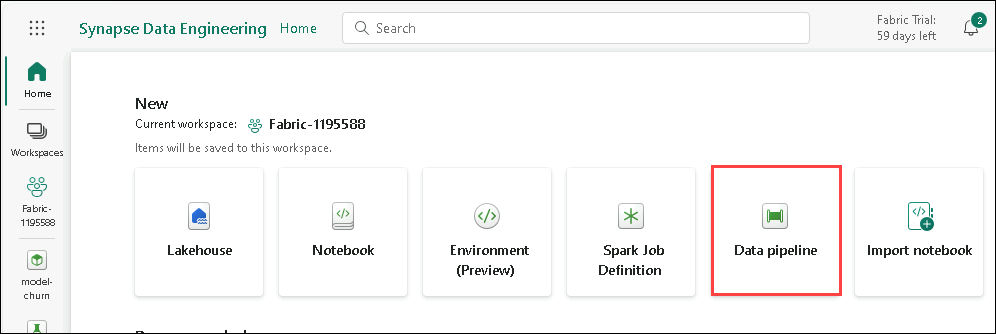 Synapse Data Engineering Home
Search
Fabric Trial:
59 days left
2
Home
Workspaces
Fabric-
1195588
model-
churn
New
Current workspace: Fabric-1195588
Items will be saved to this workspace.
Lakehouse
Notebook
Environment
(Preview)
Spark Job
Definition
Data pipeline
Import notebook